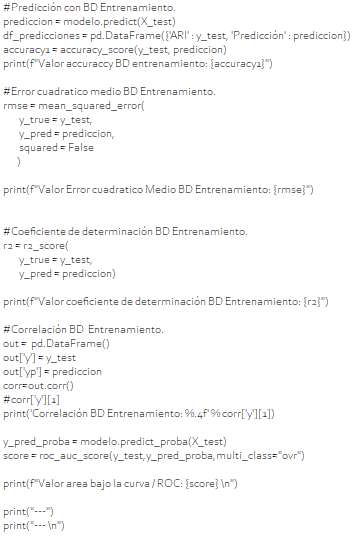 #Predicción con BD Entrenamiento.
prediccion = modelo.predict(X_test)
df_predicciones = pd.DataFrame({'ARI' : y_test, 'Predicción' : prediccion})
accuracy1 = accuracy_score(y_test, prediccion)
print(f"Valor accuraccy BD entrenamiento: {accuracy1}")
#Error cuadratico medio BD Entrenamiento.
rmse = mean_squared_error(
y_true = y_test,
y_pred = prediccion,
squared = False
)
print(f"Valor Error cuadratico Medio BD Entrenamiento: {rmse}")
#Coeficiente de determinación BD Entrenamiento.
r2 = r2_score(
y_true = y_test,
y_pred = prediccion)
print(f"Valor coeficiente de determinación BD Entrenamiento: {r2}")
#Correlación BD Entrenamiento.
out = pd.DataFrame()
out['y'] = y_test
out['yp'] = prediccion
corr=out.corr()
#corr['y'][1]
print('Correlación BD Entrenamiento: %.4f' % corr['y'][1])
y_pred_proba = modelo.predict_proba(X_test)
score = roc_auc_score(y_test, y_pred_proba, multi_class="ovr")
print(f"Valor area bajo la curva / ROC: {score} \n")
print("---")
print("--- \n")